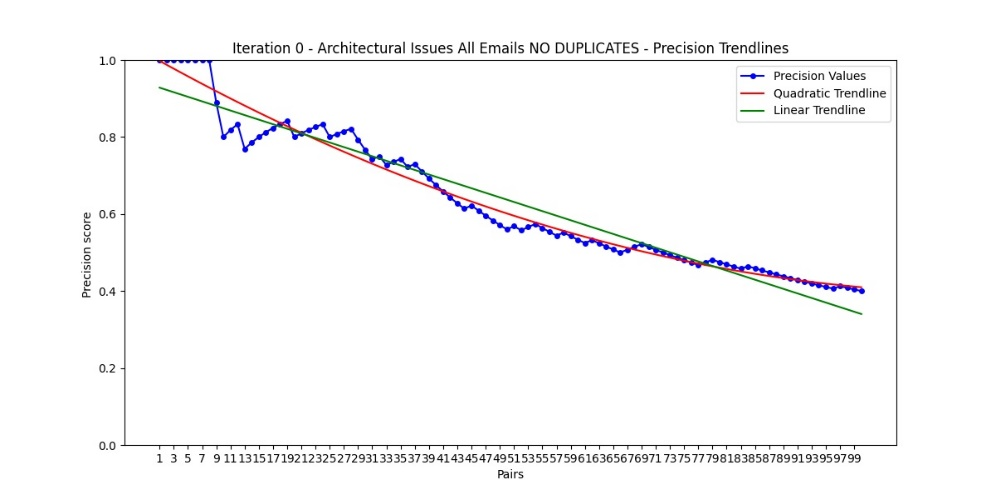 Iteration 0 - Architectural Issues All Emails NO DUPLICATES - Precision Trendlines
Precision Values
Quadratic Trendline
Linear Trendline
1.0
0.8
0.6
0.4
0.2
0.0
Precision score
1 3 5 7 9 11 13 15 17 19 21 23 25 27 29 31 33 35 37 39 41 43 45 47 49 51 53 55 57 59 61 63 65 67 69 71 73 75 77 79 81 83 85 87 89 91 93 95 97 99
Pairs